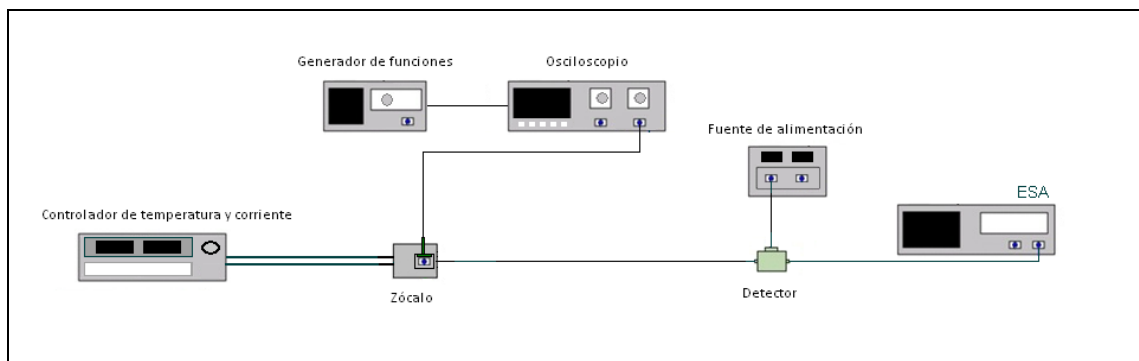 Generador de funciones
Osciloscopio
Fuente de alimentación
ESA
Controlador de temperatura y corriente
Zócalo
Detector